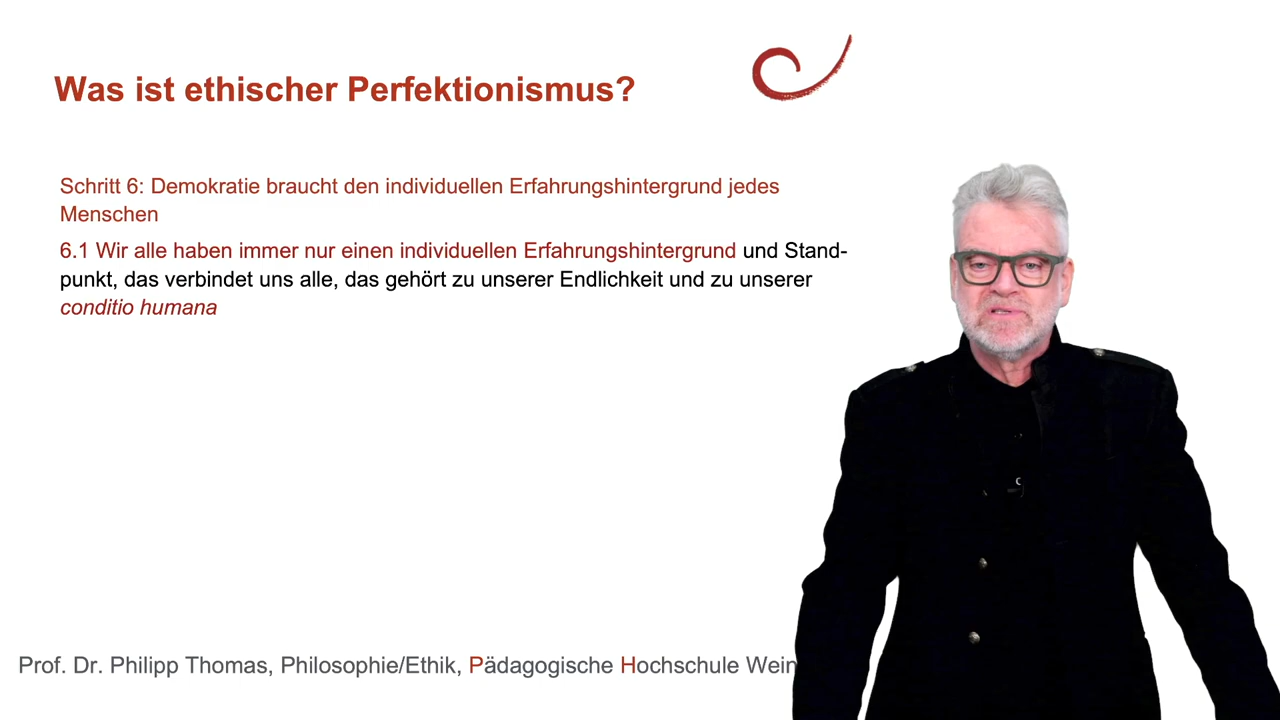 Was ist ethischer Perfektionismus?
Schritt 6: Demokratie braucht den individuellen Erfahrungshintergrund jedes
Menschen
6.1 Wir alle haben immer nur einen individuellen Erfahrungshintergrund und Stand-
punkt, das verbindet uns alle, das gehört zu unserer Endlichkeit und zu unserer
conditio humana
Prof. Dr. Philipp Thomas, Philosophie/Ethik, Pädagogische Hochschule Wein